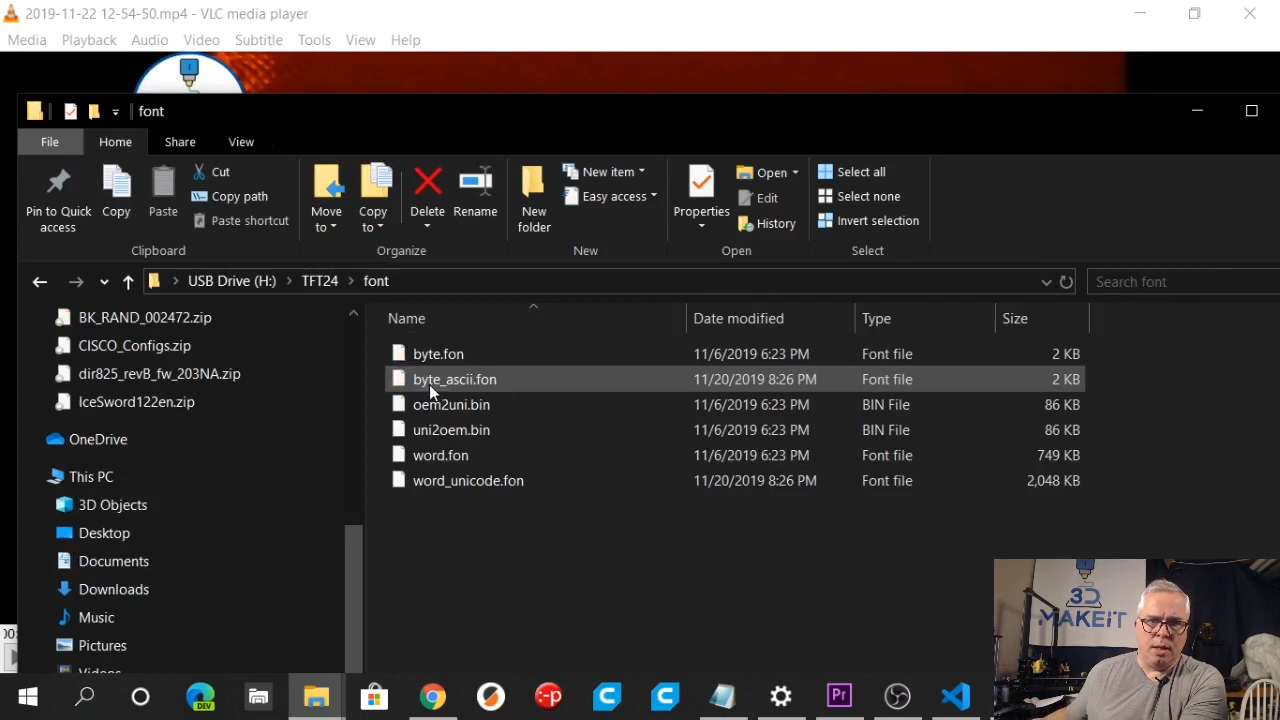 2019-11-22 12-54-50.mp4 - VLC media player
Media Playback Audio Video Subtitle Tools View Help
font
File Home Share View
Pin to Quick access
Copy
Paste
Cut
Copy path
Paste shortcut
Clipboard
Move to
Copy to
Delete
Rename
Organize
New folder
New item
Easy access
New
Properties
Open
Edit
History
Open
Select all
Select none
Invert selection
Select
USB Drive (H:) TFT24 font
Search font
BK_RAND_002472.zip
CISCO_Configs.zip
dir825_revB_fw_203NA.zip
IceSword122en.zip
OneDrive
This PC
3D Objects
Desktop
Documents
Downloads
Music
Pictures
Videos
Name Date modified Type Size
byte.fon 11/6/2019 6:23 PM Font file 2 KB
byte_ascii.fon 11/20/2019 8:26 PM Font file 2 KB
oem2uni.bin 11/6/2019 6:23 PM BIN File 86 KB
uni2oem.bin 11/6/2019 6:23 PM BIN File 86 KB
word.fon 11/6/2019 6:23 PM Font file 749 KB
word_unicode.fon 11/20/2019 8:26 PM Font file 2,048 KB
3D
MAKEIT
DEV
Pr